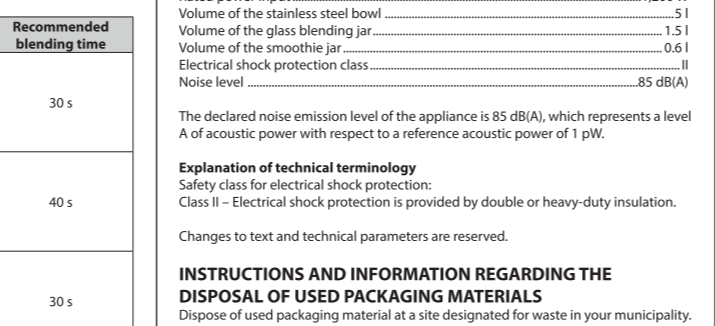 Recommended
blending time
30 s
40 s
30 s
Volume of the stainless steel bowl ........ 5 l
Volume of the glass blending jar ........ 1.5 l
Volume of the smoothie jar ........ 0.6 l
Electrical shock protection class ........ II
Noise level ........ 85 dB(A)
The declared noise emission level of the appliance is 85 dB(A), which represents a level
A of acoustic power with respect to a reference acoustic power of 1 pW.
Explanation of technical terminology
Safety class for electrical shock protection:
Class II – Electrical shock protection is provided by double or heavy-duty insulation.
Changes to text and technical parameters are reserved.
INSTRUCTIONS AND INFORMATION REGARDING THE
DISPOSAL OF USED PACKAGING MATERIALS
Dispose of used packaging material at a site designated for waste in your municipality.